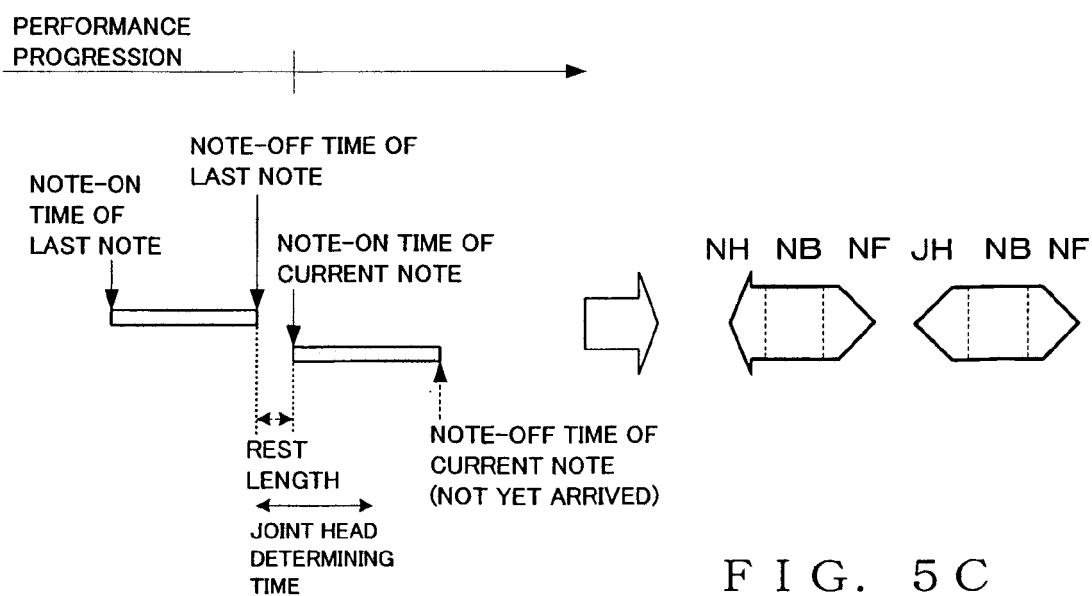 PERFORMANCE
PROGRESSION
NOTE-OFF TIME OF
LAST NOTE
NOTE-ON
TIME OF
LAST NOTE
NOTE-ON TIME OF
CURRENT NOTE
NH NB NF JH NB NF
REST
LENGTH
NOTE-OFF TIME OF
CURRENT NOTE
(NOT YET ARRIVED)
JOINT HEAD
DETERMINING
TIME
FIG. 5C